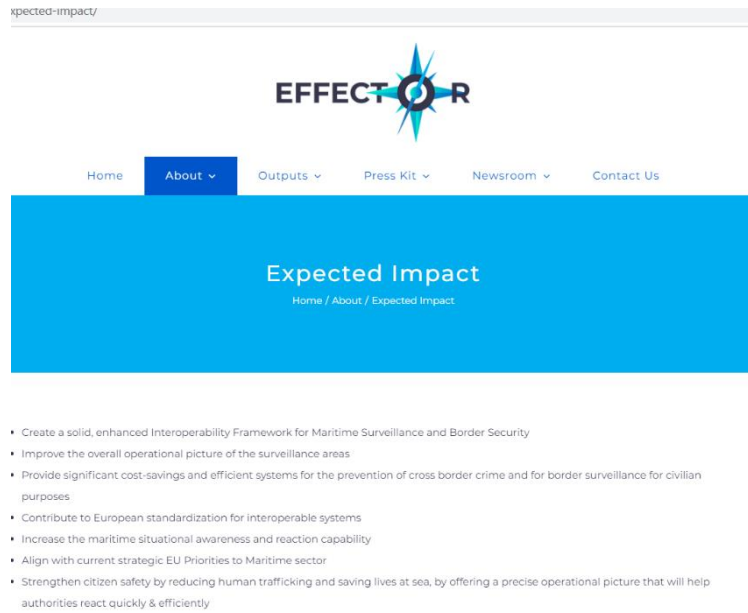 xpected-impact/
EFFECTOR
Home About Outputs Press Kit Newsroom Contact Us
Expected Impact
Home / About / Expected Impact
• Create a solid, enhanced Interoperability Framework for Maritime Surveillance and Border Security
• Improve the overall operational picture of the surveillance areas
• Provide significant cost-savings and efficient systems for the prevention of cross border crime and for border surveillance for civilian
purposes
• Contribute to European standardization for interoperable systems
• Increase the maritime situational awareness and reaction capability
• Align with current strategic EU Priorities to Maritime sector
• Strengthen citizen safety by reducing human trafficking and saving lives at sea, by offering a precise operational picture that will help
authorities react quickly & efficiently